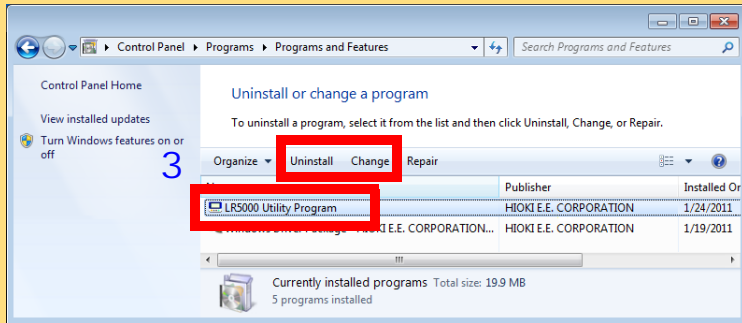 Control Panel ▸ Programs ▸ Programs and Features
Search Programs and Features
Control Panel Home
View installed updates
Turn Windows features on or off
3
Uninstall or change a program
To uninstall a program, select it from the list and then click Uninstall, Change, or Repair.
Organize Uninstall Change Repair
Publisher Installed On
LR5000 Utility Program HIOKI E.E. CORPORATION 1/24/2011
HIOKI E.E. CORPORATION... HIOKI E.E. CORPORATION 1/19/2011
Currently installed programs Total size: 19.9 MB
5 programs installed